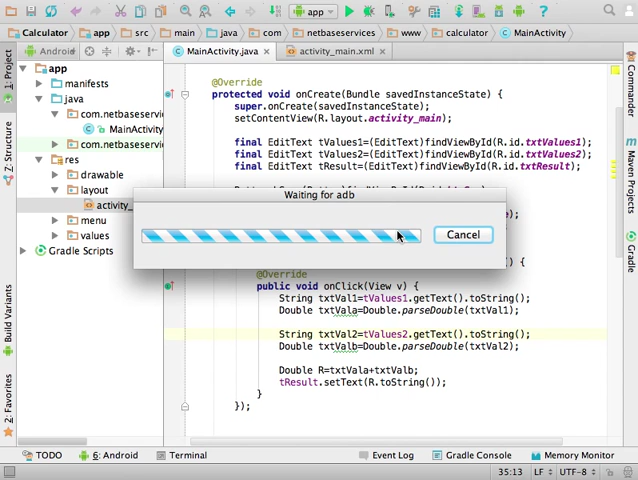 app
Calculator app src main java com netbaseservices www calculator MainActivity
Android
MainActivity.java
activity_main.xml
1: Project
Z: Structure
Build Variants
2: Favorites
Commander
Maven Projects
Gradle
app
manifests
java
com.netbaseservic
MainActivity
com.netbaseservic
res
drawable
layout
activity_
menu
values
Gradle Scripts
@Override
protected void onCreate(Bundle savedInstanceState) {
super.onCreate(savedInstanceState);
setContentView(R.layout.activity_main);
final EditText tValues1=(EditText)findViewById(R.id.txtValues1);
final EditText tValues2=(EditText)findViewById(R.id.txtValues2);
final EditText tResult=(EditText)findViewById(R.id.txtResult);
Waiting for adb
Cancel
{
@Override
public void onClick(View v) {
String txtVal1=tValues1.getText().toString();
Double txtVala=Double.parseDouble(txtVal1);
String txtVal2=tValues2.getText().toString();
Double txtValb=Double.parseDouble(txtVal2);
Double R=txtVala+txtValb;
tResult.setText(R.toString());
}
});
TODO 6: Android Terminal Event Log Gradle Console Memory Monitor
35:13 LF UTF-8